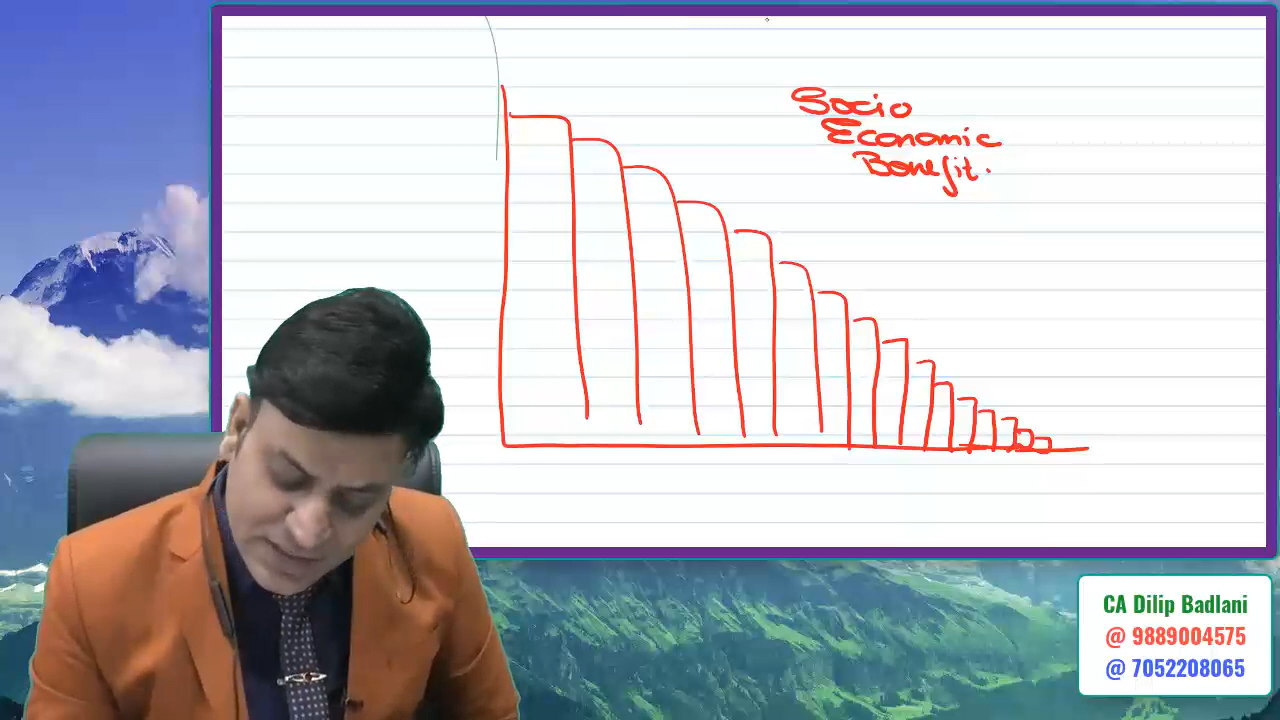 Socio
Economic
Benefit.
CA Dilip Badlani
@ 9889004575
@ 7052208065